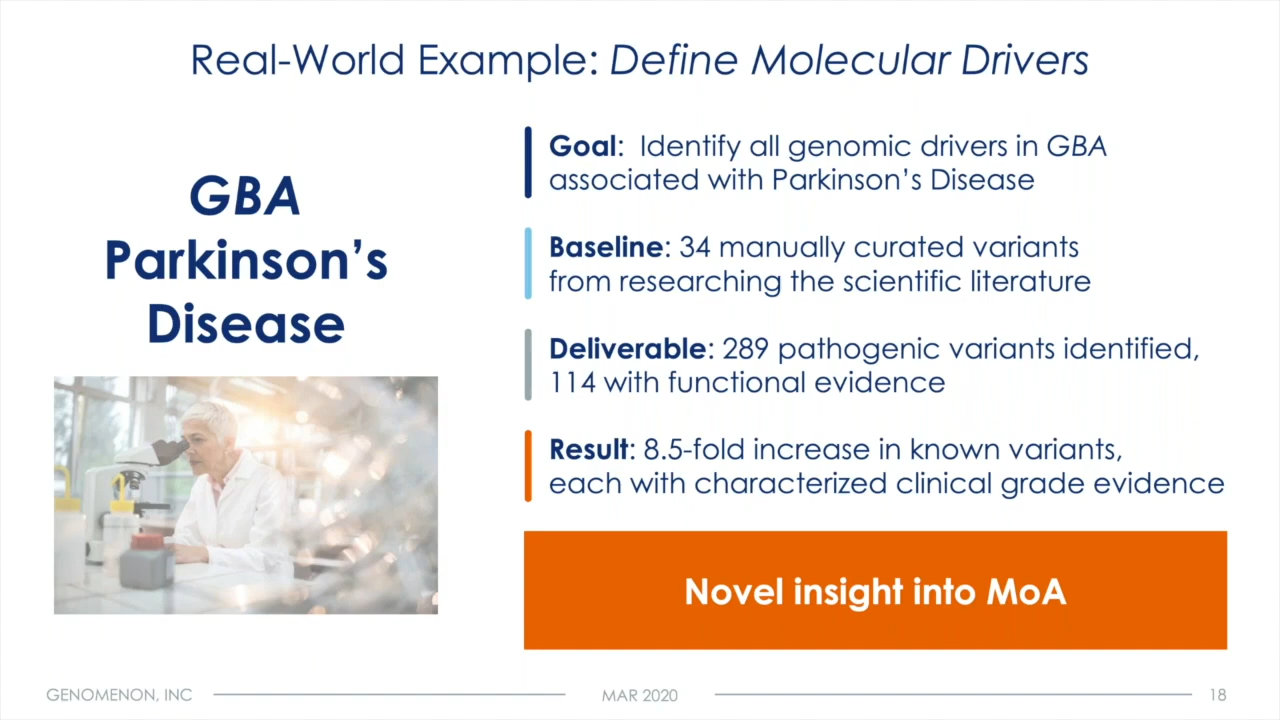 Real-World Example: Define Molecular Drivers
GBA
Parkinson’s
Disease
Goal:  Identify all genomic drivers in GBA
associated with Parkinson’s Disease
Baseline: 34 manually curated variants
from researching the scientific literature
Deliverable: 289 pathogenic variants identified,
114 with functional evidence
Result: 8.5-fold increase in known variants,
each with characterized clinical grade evidence
Novel insight into MoA
GENOMENON, INC
MAR 2020
18